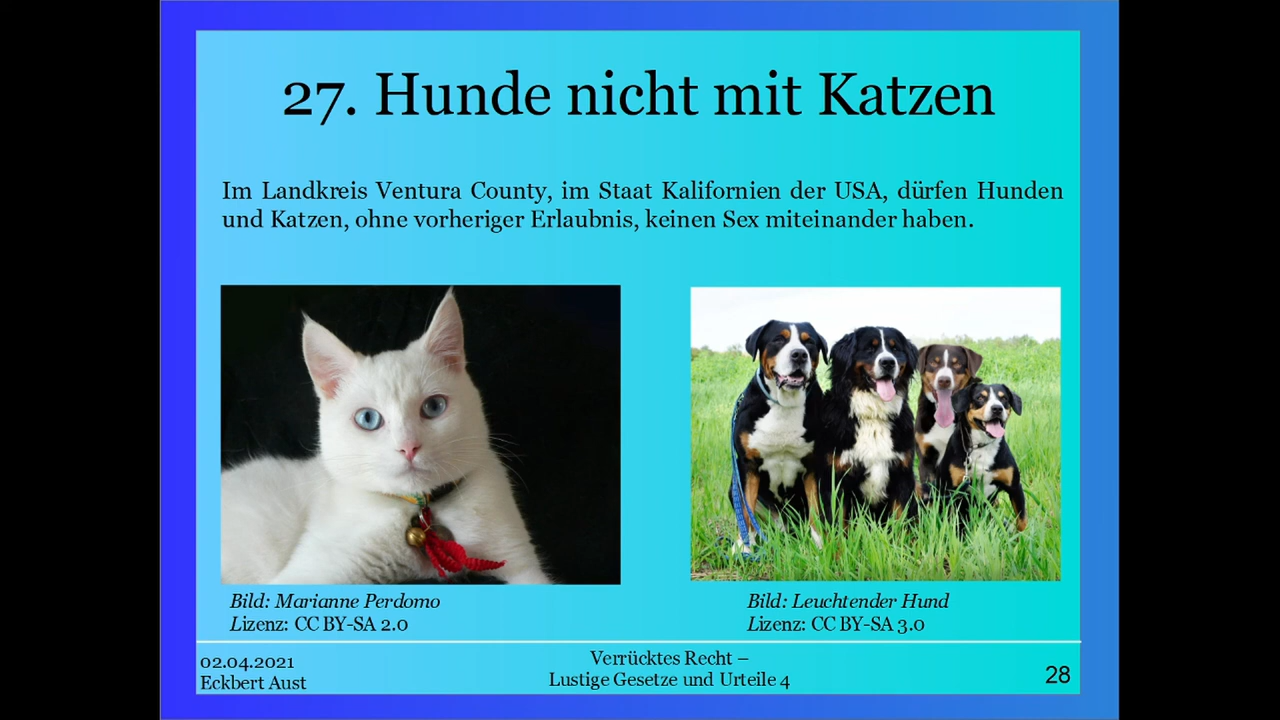 27. Hunde nicht mit Katzen
Im Landkreis Ventura County, im Staat Kalifornien der USA, dürfen Hunden
und Katzen, ohne vorheriger Erlaubnis, keinen Sex miteinander haben.
Bild: Marianne Perdomo
Lizenz: CC BY-SA 2.0
Bild: Leuchtender Hund
Lizenz: CC BY-SA 3.0
02.04.2021
Eckbert Aust
Verrücktes Recht –
Lustige Gesetze und Urteile 4
28